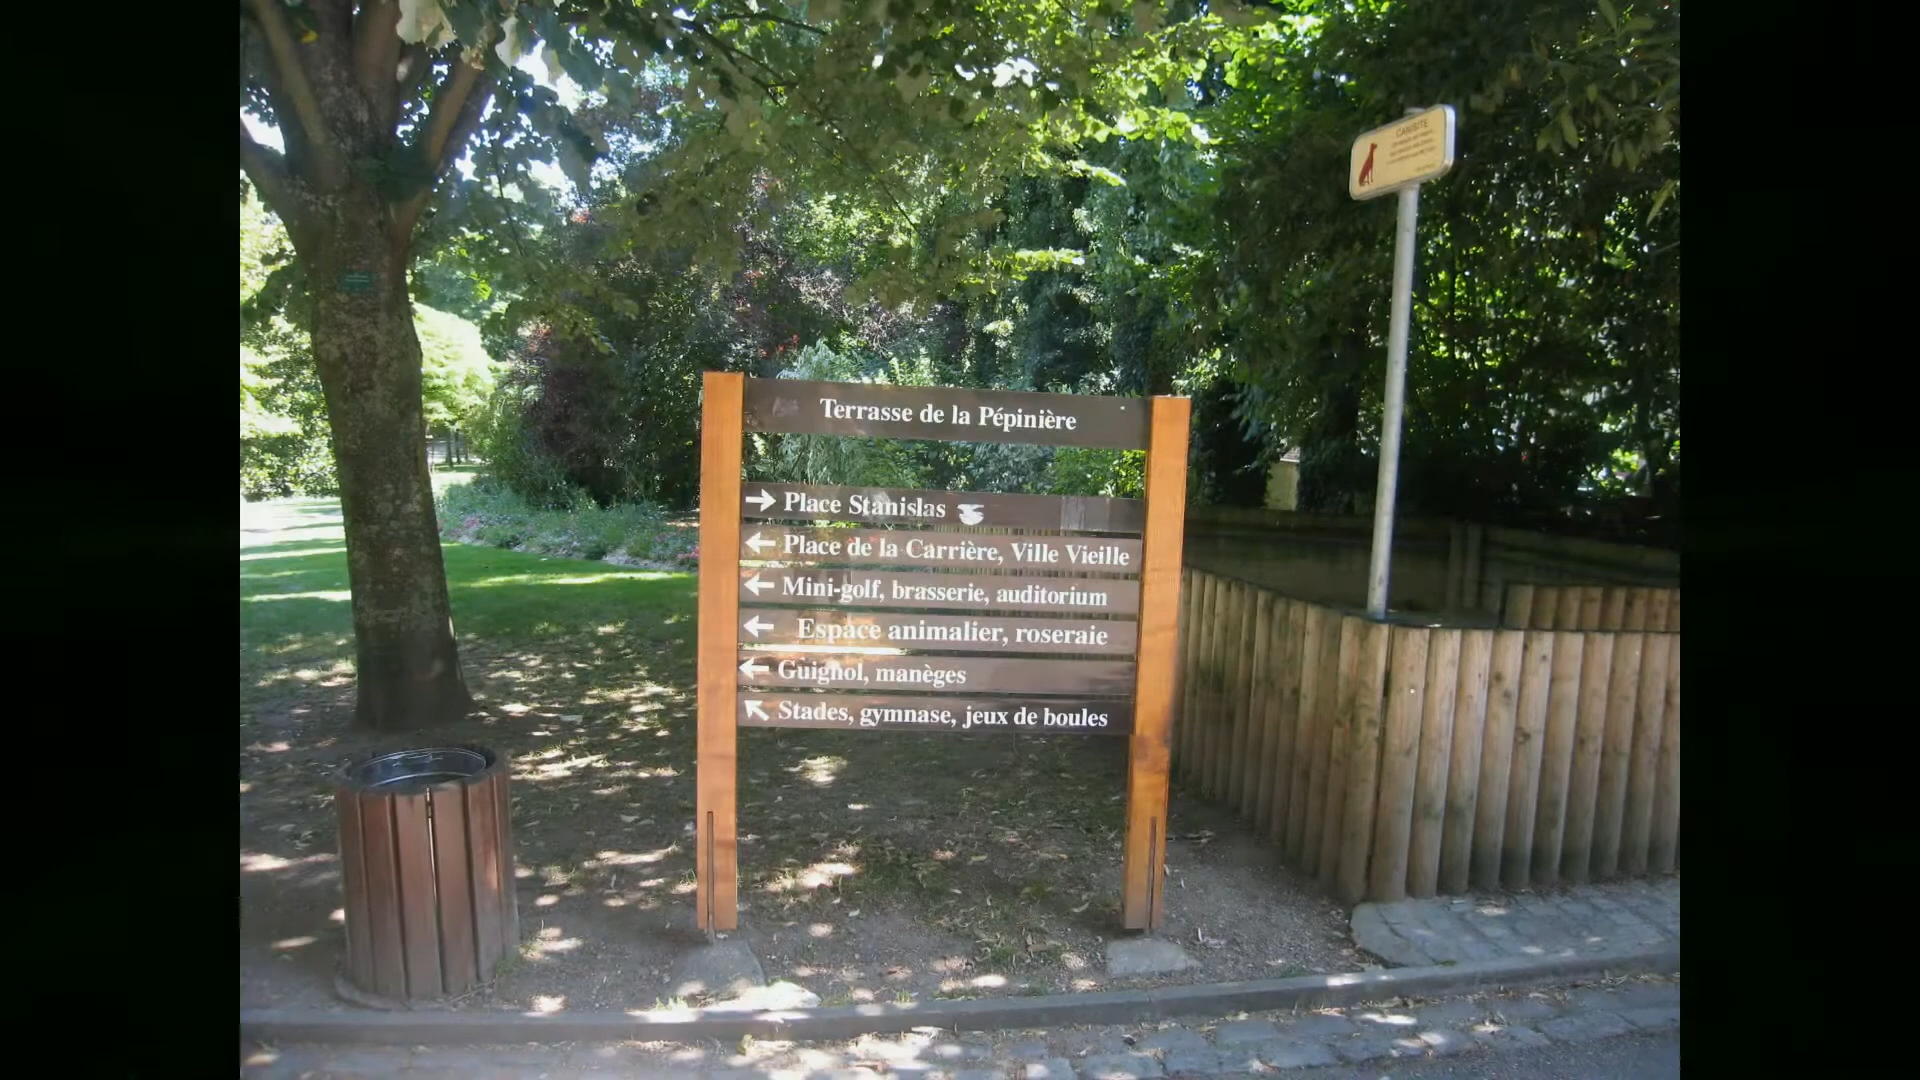 CANISITE
Terrasse de la Pépinière
Place Stanislas
Place de la Carrière, Ville Vieille
Mini-golf, brasserie, auditorium
Espace animalier, roseraie
Guignol, manèges
Stades, gymnase, jeux de boules